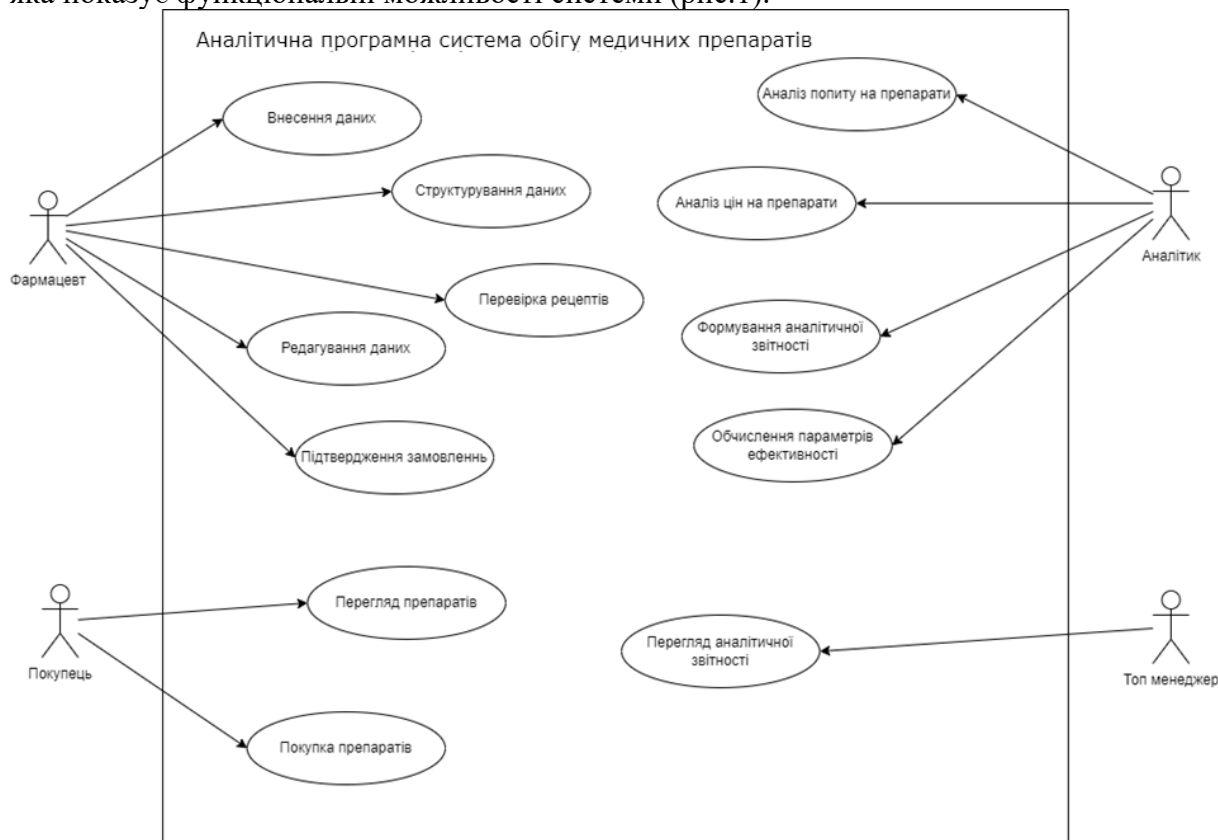 яка показує функціональні можливості системи (рис.1).
Аналітична програмна система обігу медичних препаратів
Внесення даних
Аналіз попиту на препарати
Структурування даних
Аналіз цін на препарати
Фармацевт
Аналітик
Перевірка рецептів
Формування аналітичної
звітності
Редагування даних
Обчислення параметрів
ефективності
Підтвердження замовленнь
Перегляд препаратів
Перегляд аналітичної
звітності
Покупець
Топ менеджер
Покупка препаратів